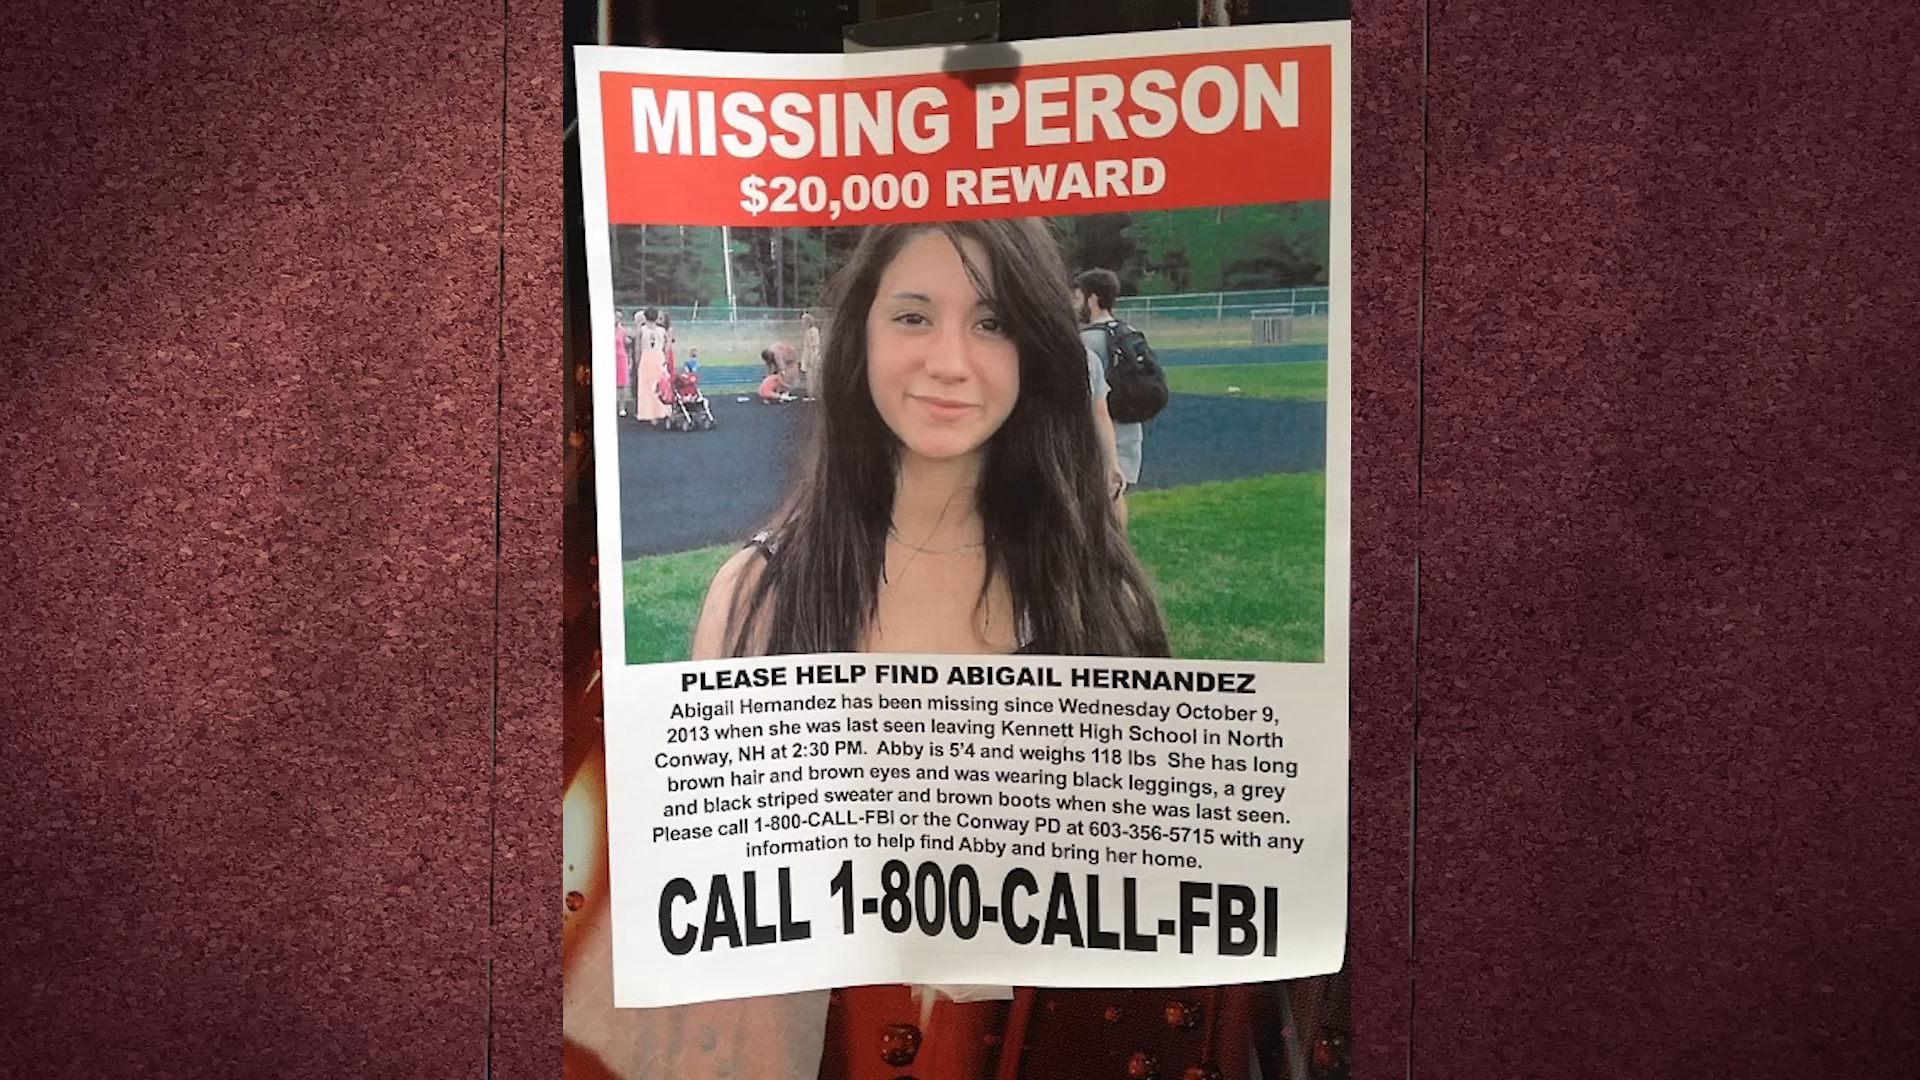 MISSING PERSON
$20,000 REWARD
PLEASE HELP FIND ABIGAIL HERNANDEZ
Abigail Hernandez has been missing since Wednesday October 9,
2013 when she was last seen leaving Kennett High School in North
Conway, NH at 2:30 PM. Abby is 5'4 and weighs 118 lbs She has long
brown hair and brown eyes and was wearing black leggings, a grey
and black striped sweater and brown boots when she was last seen.
Please call 1-800-CALL-FBI or the Conway PD at 603-356-5715 with any
information to help find Abby and bring her home.
CALL 1-800-CALL-FBI